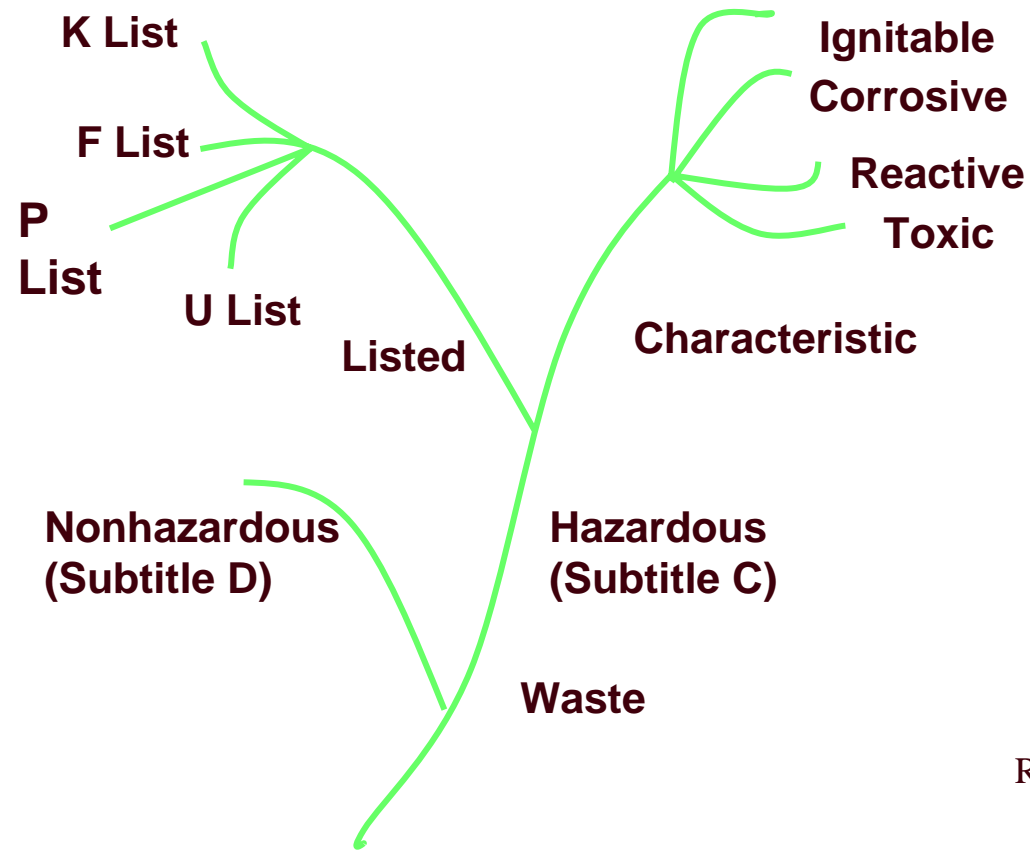 K List
F List
P
List
U List
Listed
Ignitable
Corrosive
Reactive
Toxic
Characteristic
Nonhazardous
(Subtitle D)
Hazardous
(Subtitle C)
Waste
R